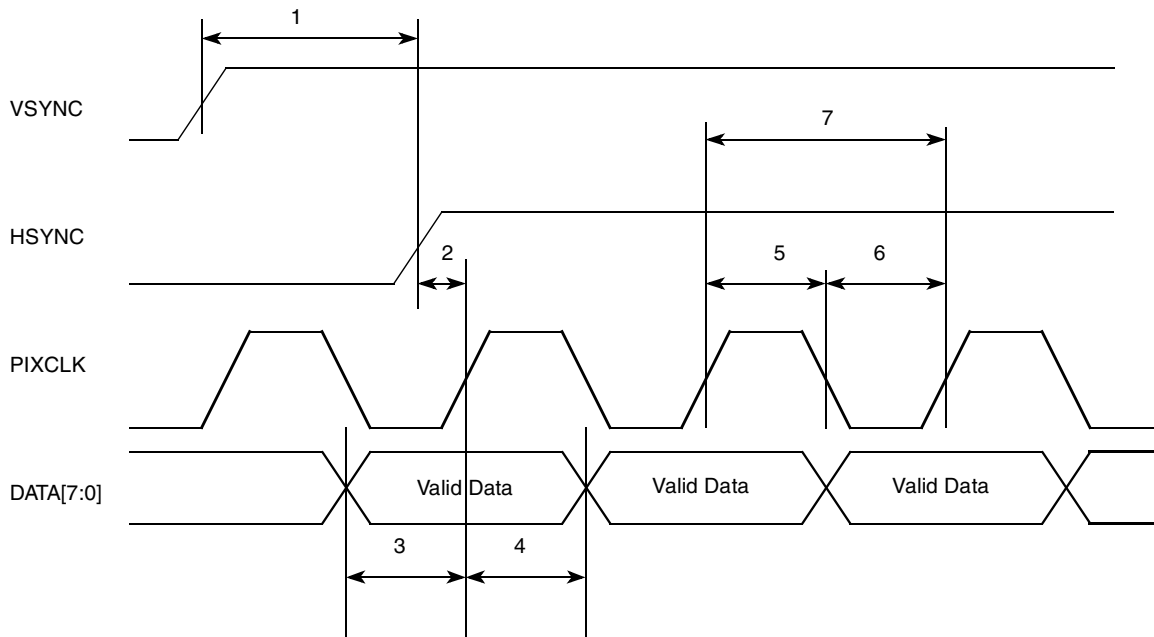 1
VSYNC
7
HSYNC
2
5
6
PIXCLK
DATA[7:0]
Valid Data
Valid Data
Valid Data
3
4